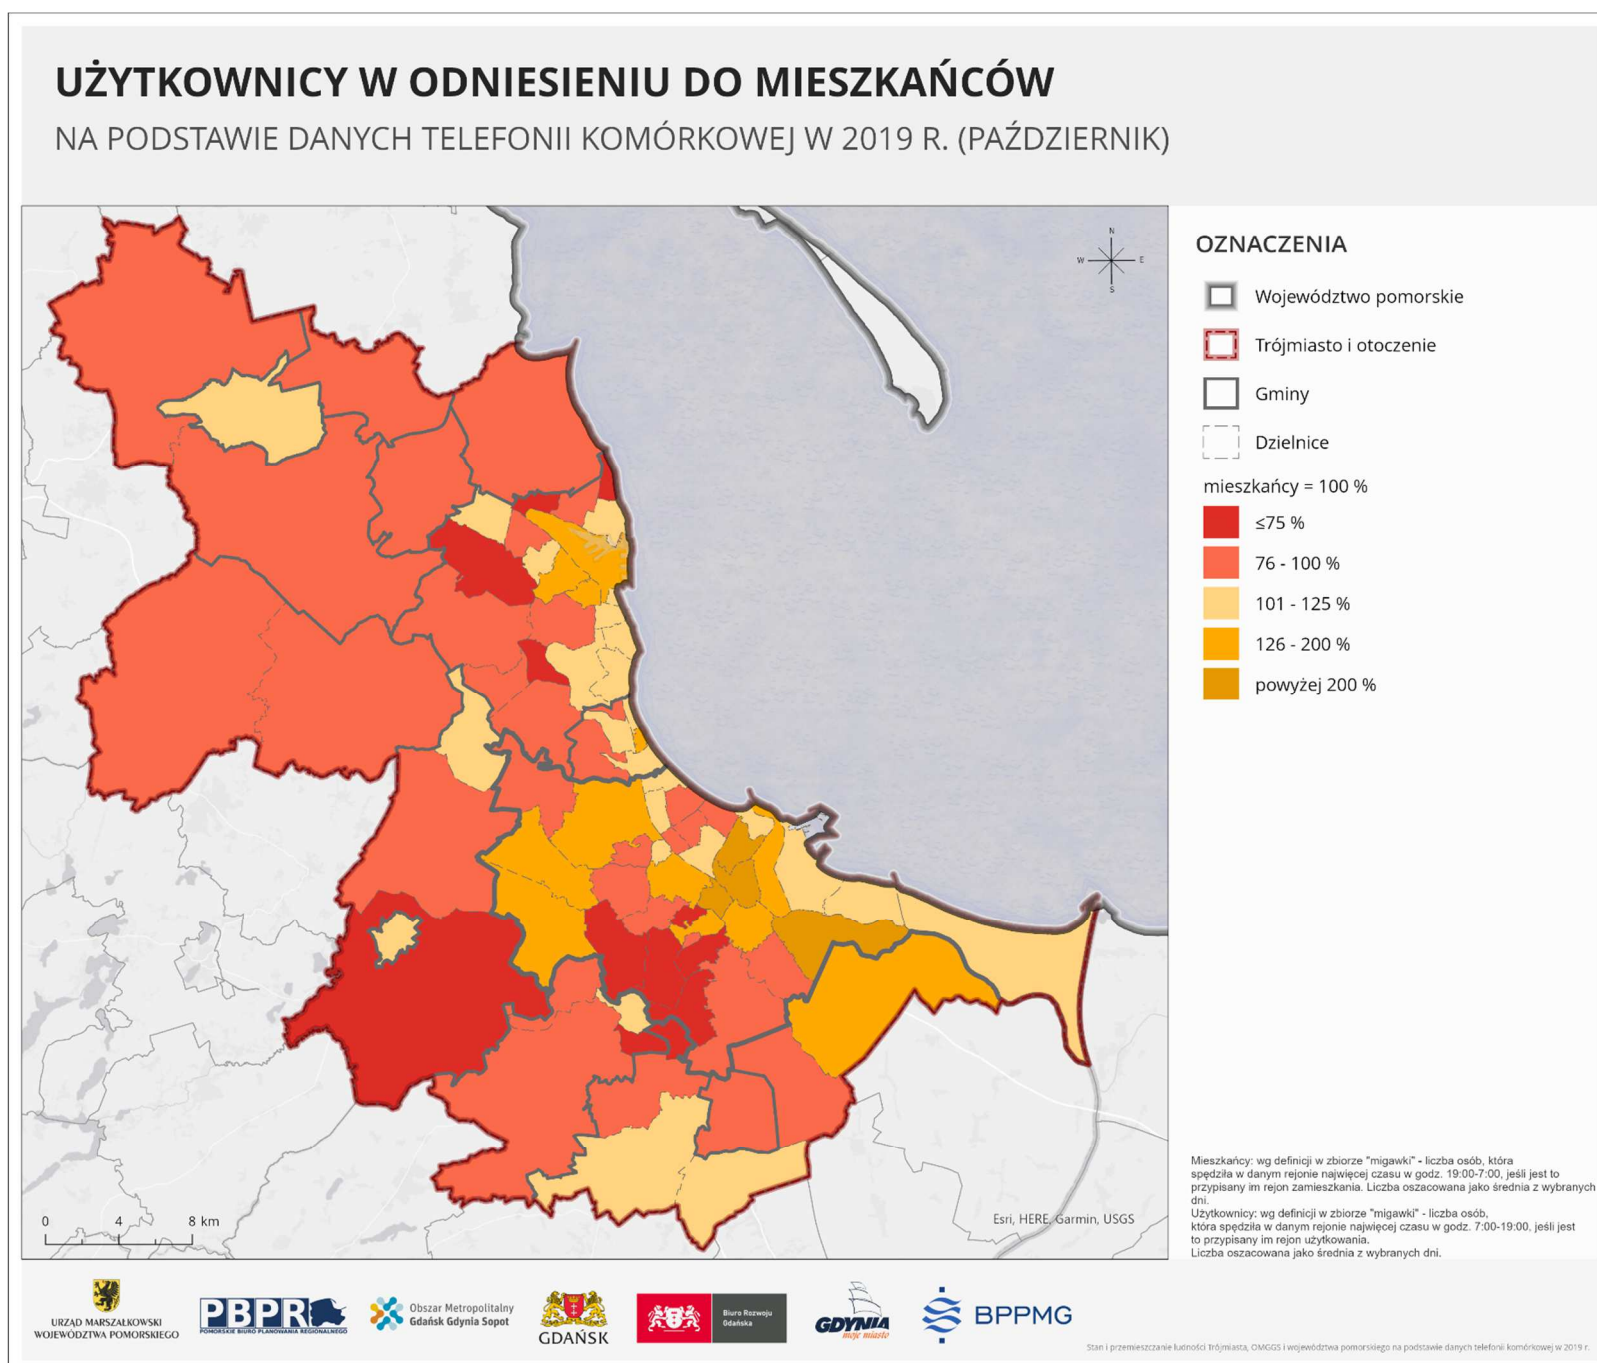 UŻYTKOWNICY W ODNIESIENIU DO MIESZKAŃCÓW
NA PODSTAWIE DANYCH TELEFONII KOMÓRKOWEJ W 2019 R. (PAŹDZIERNIK)
N
W E
S
OZNACZENIA
Województwo pomorskie
Trójmiasto i otoczenie
Gminy
Dzielnice
mieszkańcy = 100 %
≤75 %
76 - 100 %
101 - 125 %
126 - 200 %
powyżej 200 %
Mieszkańcy: wg definicji w zbiorze "migawki" - liczba osób, która
spędziła w danym rejonie najwięcej czasu w godz. 19:00-7:00, jeśli jest to
przypisany im rejon zamieszkania. Liczba oszacowana jako średnia z wybranych
dni.
Użytkownicy: wg definicji w zbiorze "migawki" - liczba osób,
która spędziła w danym rejonie najwięcej czasu w godz. 7:00-19:00, jeśli jest
to przypisany im rejon użytkowania.
Liczba oszacowana jako średnia z wybranych dni.
0 4 8 km
Esri, HERE, Garmin, USGS
URZĄD MARSZAŁKOWSKI
WOJEWÓDZTWA POMORSKIEGO
PBPR
POMORSKIE BIURO PLANOWANIA REGIONALNEGO
Obszar Metropolitalny
Gdańsk Gdynia Sopot
GDAŃSK
Biuro Rozwoju
Gdańska
GDYNIA
moje miasto
BPPMG
Stan i przemieszczanie ludności Trójmiasta, OMGGS i województwa pomorskiego na podstawie danych telefonii komórkowej w 2019 r.